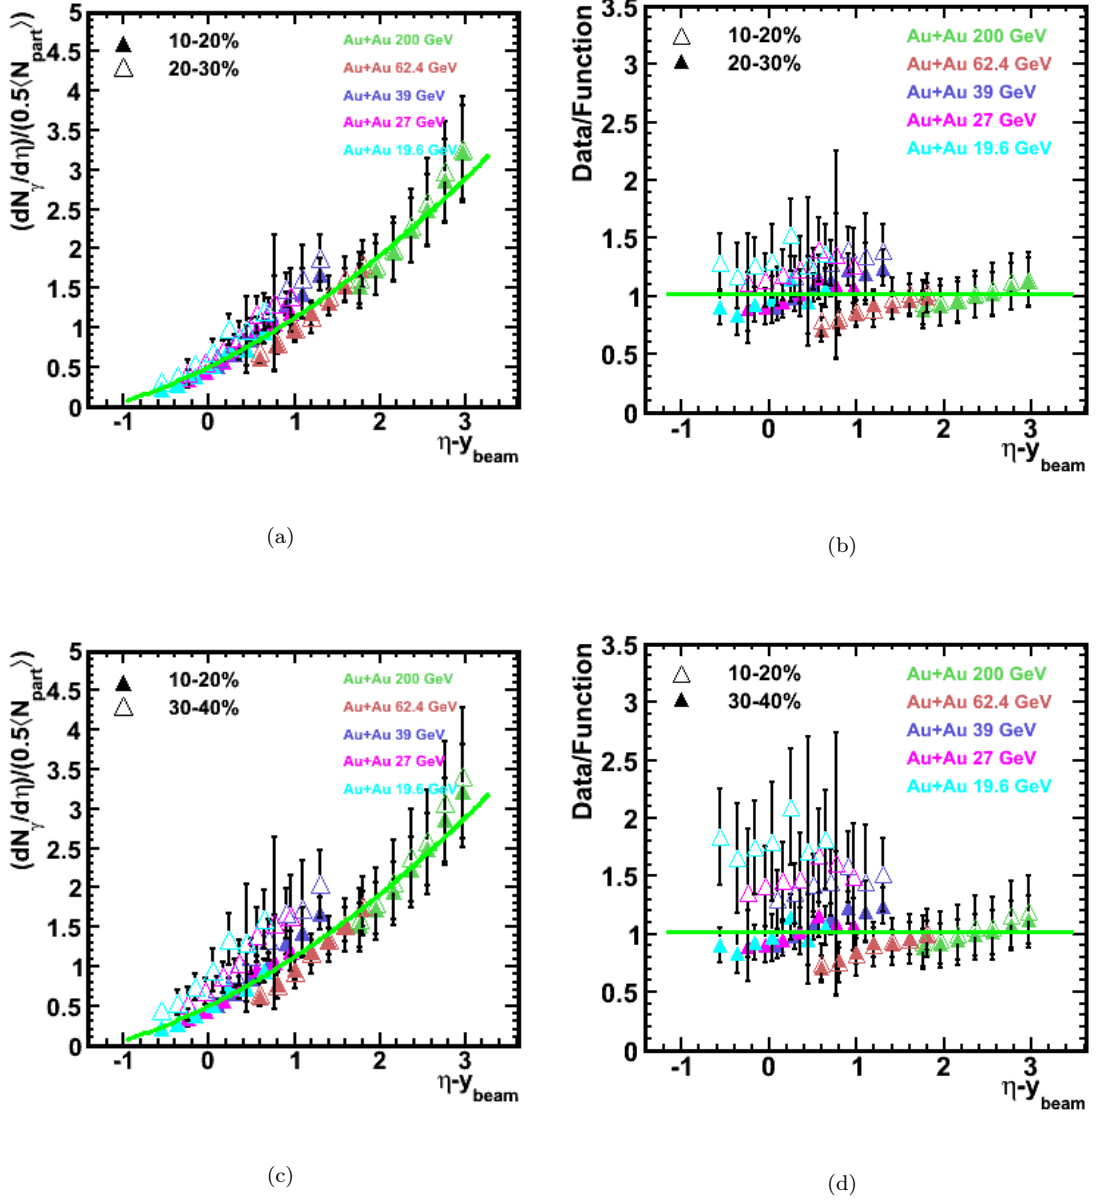 (dNγ/dη)/(0.5⟨Npart⟩)
5
4.5
4
3.5
3
2.5
2
1.5
1
0.5
0
-1 0 1 2 3
η-ybeam
10-20%
20-30%
Au+Au 200 GeV
Au+Au 62.4 GeV
Au+Au 39 GeV
Au+Au 27 GeV
Au+Au 19.6 GeV
(a)
Data/Function
3.5
3
2.5
2
1.5
1
0.5
0
-1 0 1 2 3
η-ybeam
10-20%
20-30%
Au+Au 200 GeV
Au+Au 62.4 GeV
Au+Au 39 GeV
Au+Au 27 GeV
Au+Au 19.6 GeV
(b)
(dNγ/dη)/(0.5⟨Npart⟩)
5
4.5
4
3.5
3
2.5
2
1.5
1
0.5
0
-1 0 1 2 3
η-ybeam
10-20%
30-40%
Au+Au 200 GeV
Au+Au 62.4 GeV
Au+Au 39 GeV
Au+Au 27 GeV
Au+Au 19.6 GeV
(c)
Data/Function
3.5
3
2.5
2
1.5
1
0.5
0
-1 0 1 2 3
η-ybeam
10-20%
30-40%
Au+Au 200 GeV
Au+Au 62.4 GeV
Au+Au 39 GeV
Au+Au 27 GeV
Au+Au 19.6 GeV
(d)